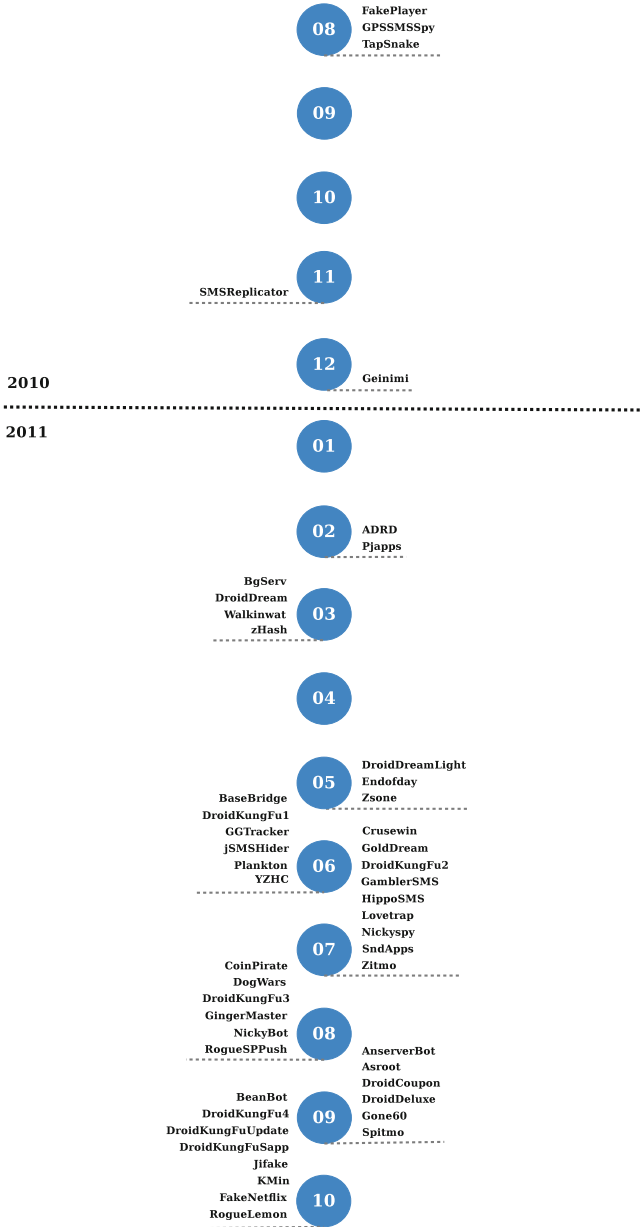 FakePlayer
GPSSMSSpy
TapSnake
08
09
10
11
SMSReplicator
12
Geinimi
2010
2011
01
02
ADRD
Pjapps
BgServ
DroidDream
Walkinwat
zHash
03
04
05
DroidDreamLight
Endofday
Zsone
BaseBridge
DroidKungFu1
GGTracker
jSMSHider
Plankton
YZHC
06
Crusewin
GoldDream
DroidKungFu2
GamblerSMS
HippoSMS
Lovetrap
Nickyspy
SndApps
Zitmo
07
CoinPirate
DogWars
DroidKungFu3
GingerMaster
NickyBot
RogueSPPush
08
AnserverBot
Asroot
DroidCoupon
DroidDeluxe
Gone60
Spitmo
09
BeanBot
DroidKungFu4
DroidKungFuUpdate
DroidKungFuSapp
Jifake
KMin
FakeNetflix
RogueLemon
10